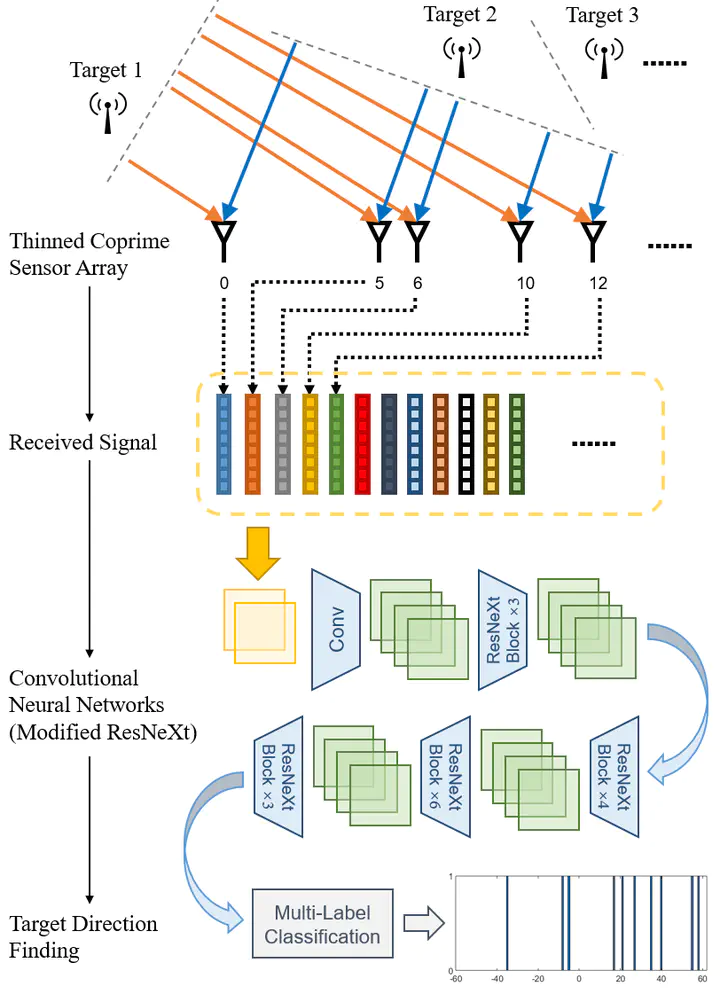 Target 1
Target 2
Target 3
Thinned Coprime
Sensor Array
0
5
6
10
12
Received Signal
Conv
ResNeXt
Block ×3
Convolutional
Neural Networks
(Modified ResNeXt)
ResNeXt
Block ×3
ResNeXt
Block ×6
ResNeXt
Block ×4
Target Direction
Finding
Multi-Label
Classification
1
0
-60
-40
-20
0
20
40
60